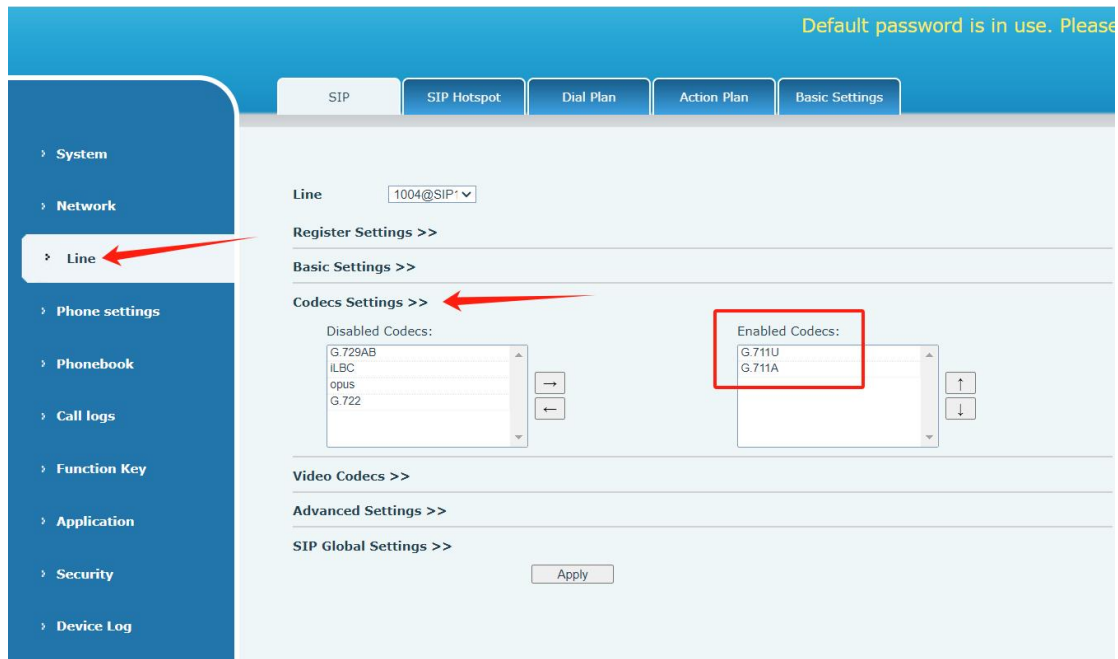 Default password is in use. Please
SIP
SIP Hotspot
Dial Plan
Action Plan
Basic Settings
System
Network
Line
Phone settings
Phonebook
Call logs
Function Key
Application
Security
Device Log
Line 1004@SIP1
Register Settings >>
Basic Settings >>
Codecs Settings >>
Disabled Codecs:
G.729AB
iLBC
opus
G.722
→
←
Enabled Codecs:
G.711U
G.711A
↑
↓
Video Codecs >>
Advanced Settings >>
SIP Global Settings >>
Apply